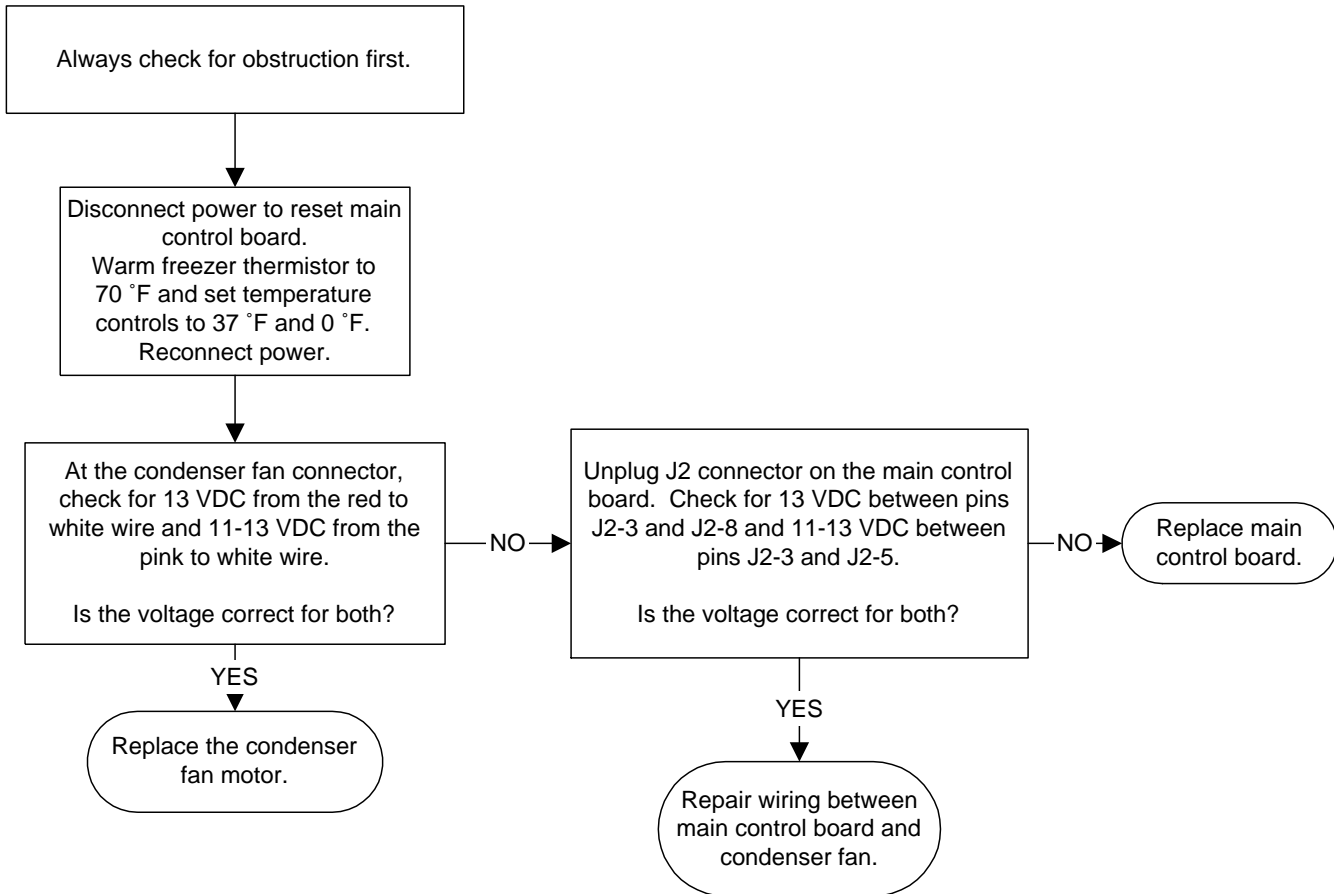 Always check for obstruction first.
Disconnect power to reset main
control board.
Warm freezer thermistor to
70 ˚F and set temperature
controls to 37 ˚F and 0 ˚F.
Reconnect power.
At the condenser fan connector,
check for 13 VDC from the red to
white wire and 11-13 VDC from the
pink to white wire.
Is the voltage correct for both?
NO
Unplug J2 connector on the main control
board.  Check for 13 VDC between pins
J2-3 and J2-8 and 11-13 VDC between
pins J2-3 and J2-5.
Is the voltage correct for both?
NO
Replace main
control board.
YES
Replace the condenser
fan motor.
YES
Repair wiring between
main control board and
condenser fan.